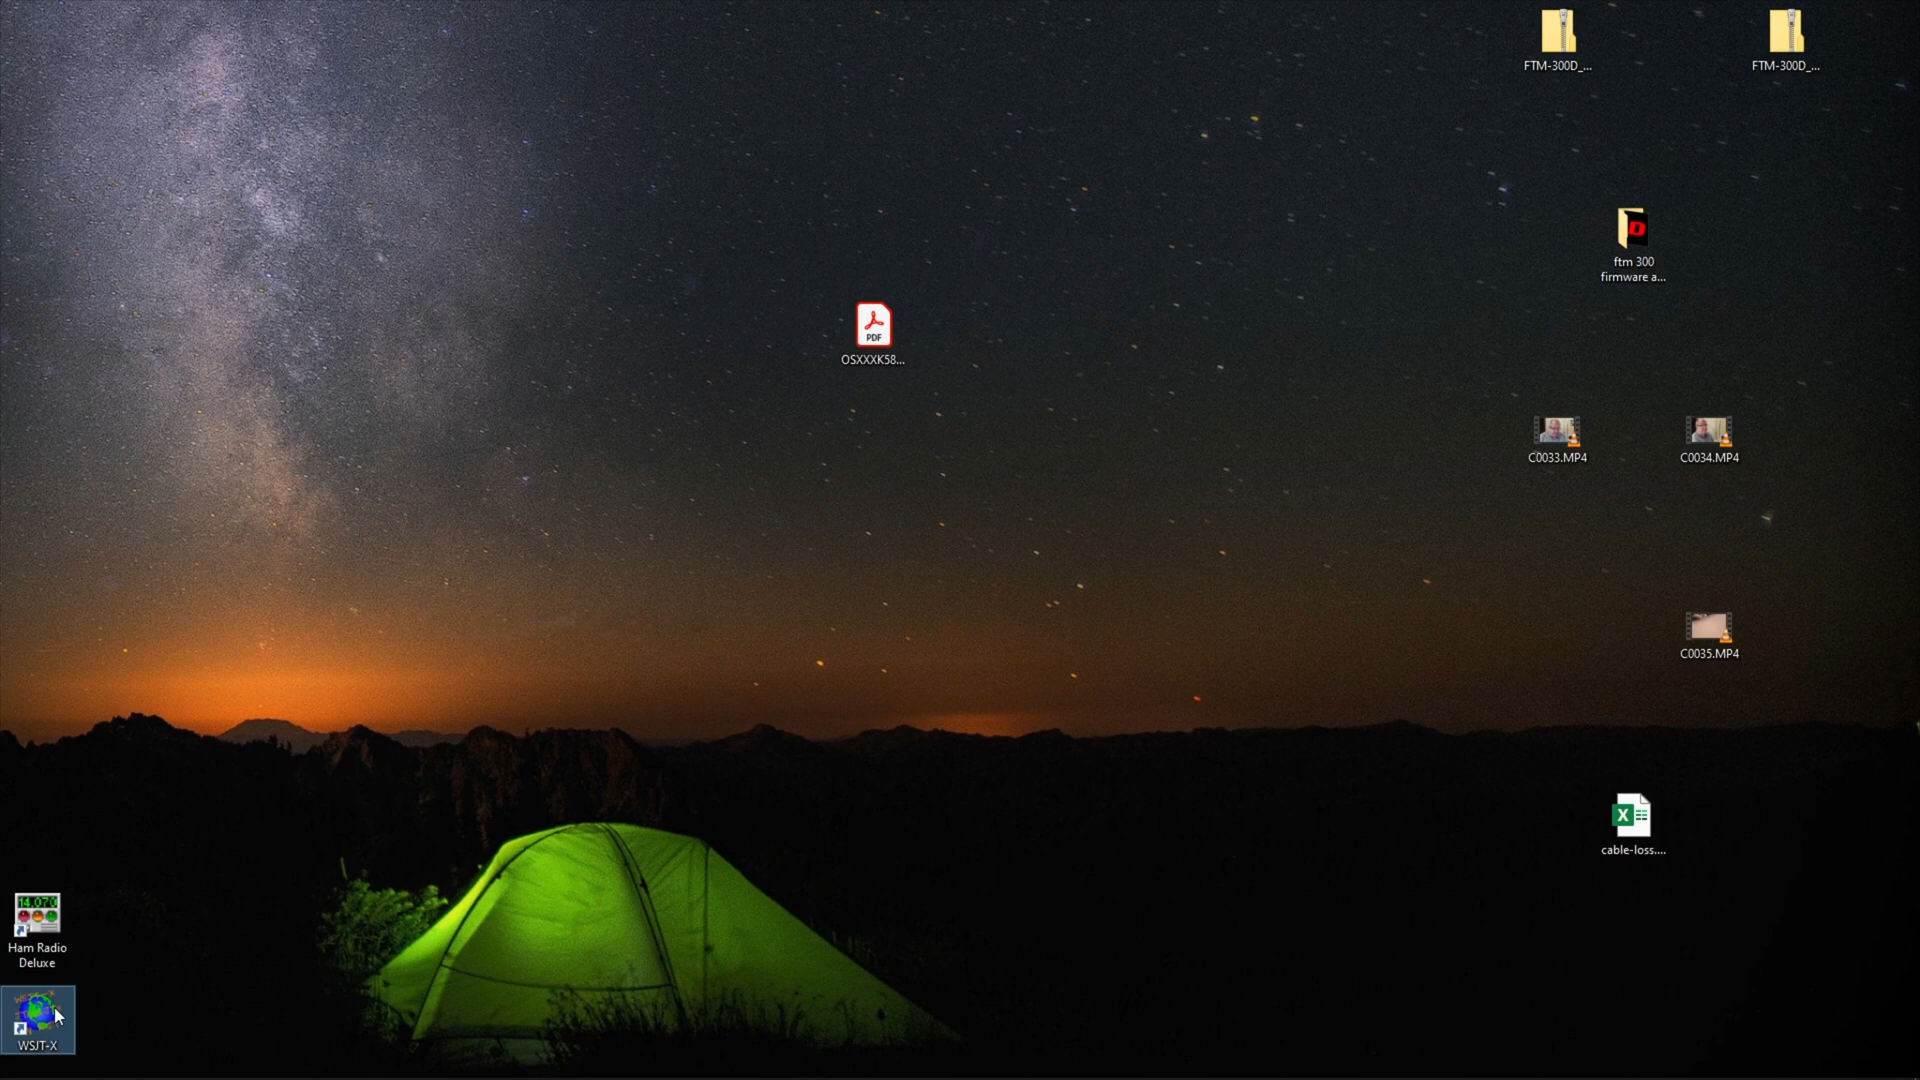 FTM-300D_...
FTM-300D_...
ftm 300
firmware a...
PDF
OSXXXK58...
C0033.MP4
C0034.MP4
C0035.MP4
X
cable-loss....
14.070
Ham Radio
Deluxe
WSJT-X